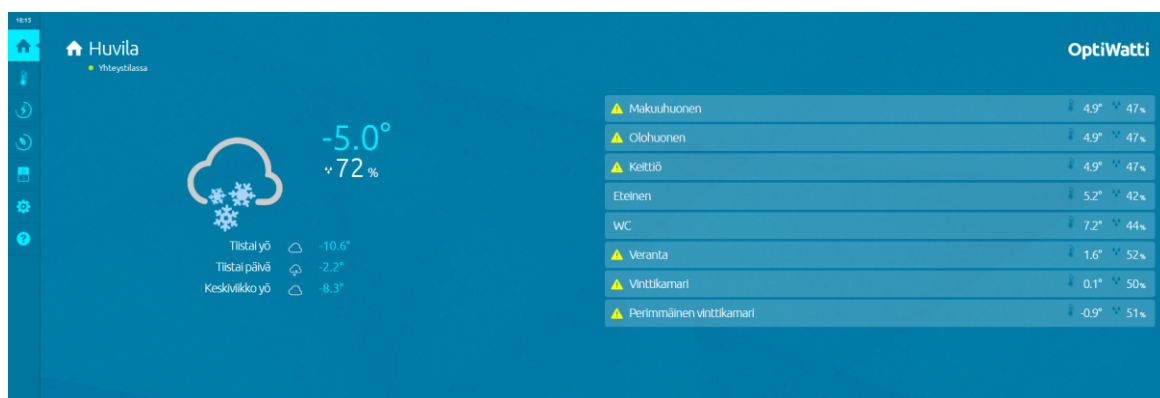 18:15
Huvila
Yhteystilassa
OptiWatti
-5.0°
72 %
Tiistai yö -10.6°
Tiistai päivä -2.2°
Keskiviikko yö -8.3°
Makuuhuonen 4.9° 47%
Olohuonen 4.9° 47%
Keittiö 4.9° 47%
Eteinen 5.2° 42%
WC 7.2° 44%
Veranta 1.6° 52%
Vinttikamari 0.1° 50%
Perimmäinen vinttikamari -0.9° 51%